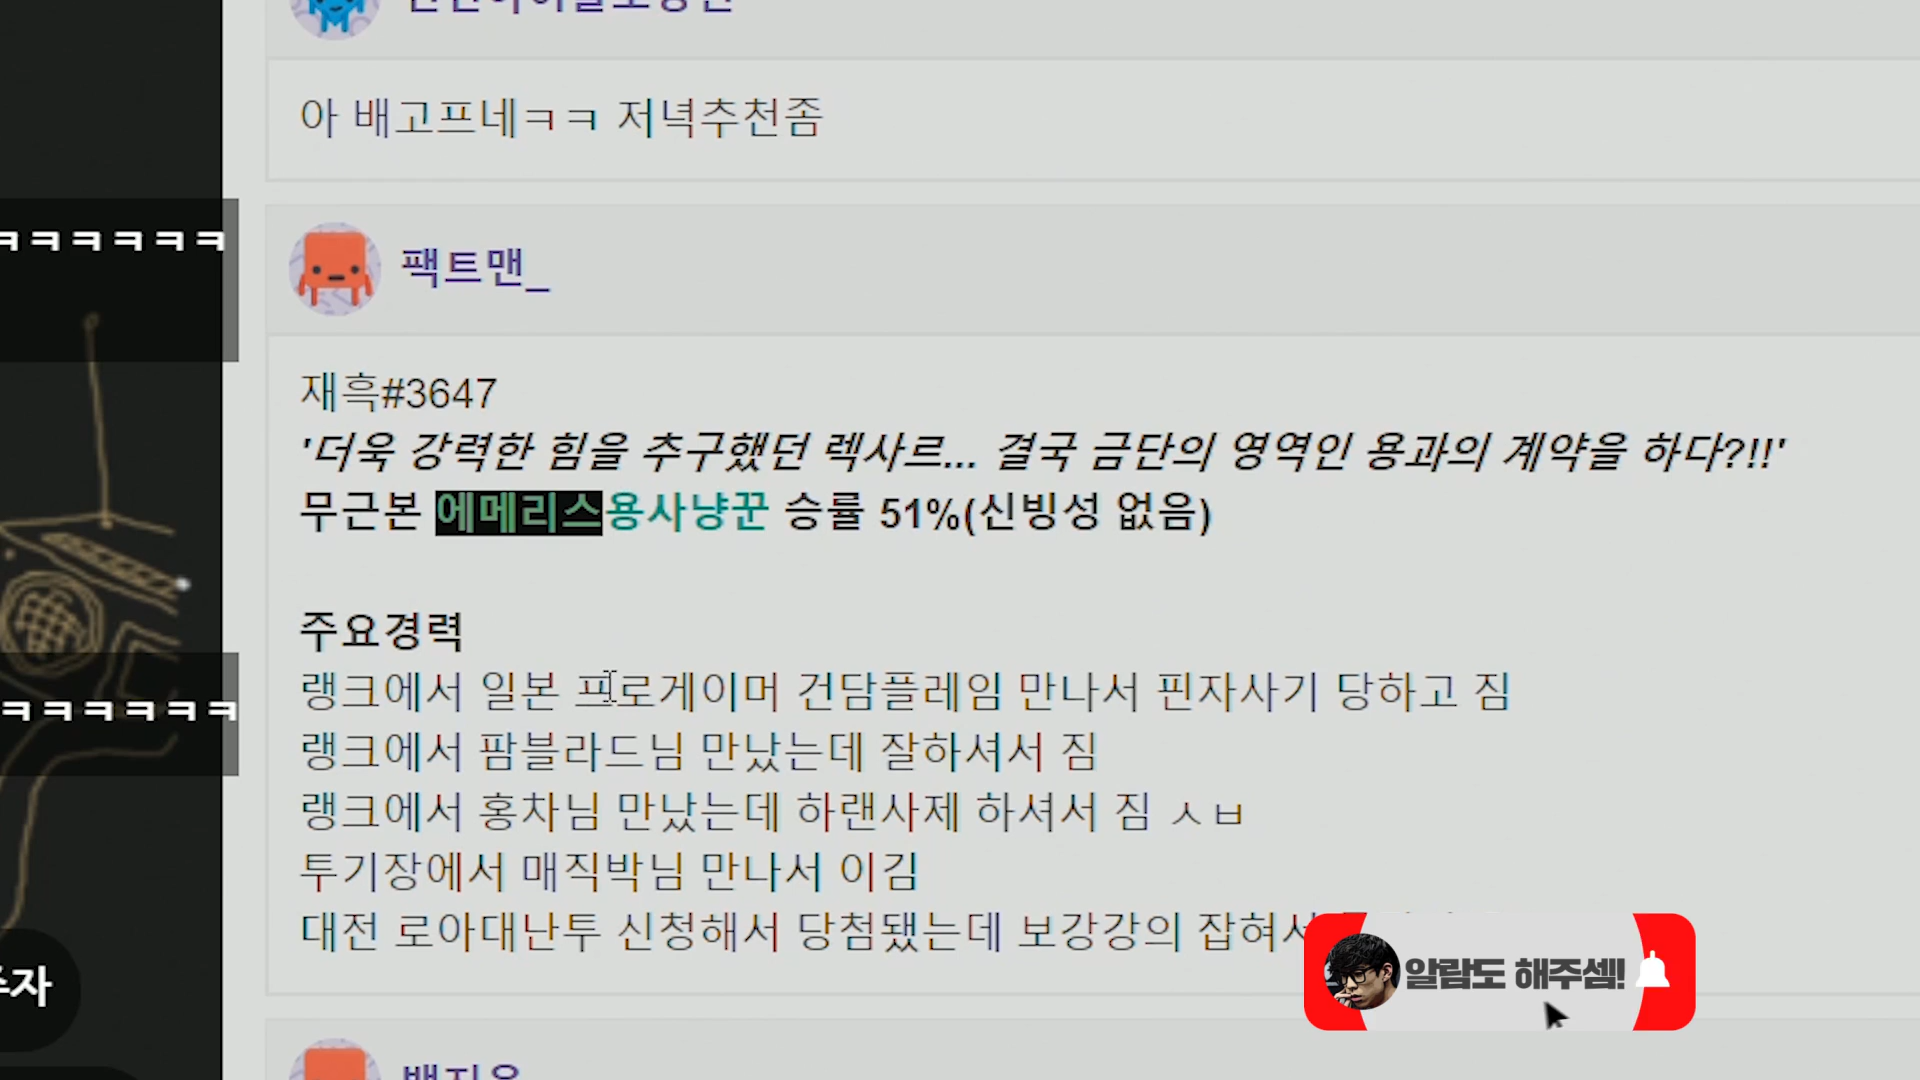 아 배고프네ㅋㅋ 저녁추천좀
ㅋㅋㅋㅋㅋㅋ
팩트맨_
재흑#3647
'더욱 강력한 힘을 추구했던 렉사르... 결국 금단의 영역인 용과의 계약을 하다?!!'
무근본 에메리스용사냥꾼 승률 51%(신빙성 없음)
주요경력
랭크에서 일본 프로게이머 건담플레임 만나서 핀자사기 당하고 짐
ㅋㅋㅋㅋㅋㅋ
랭크에서 팜블라드님 만났는데 잘하셔서 짐
랭크에서 홍차님 만났는데 하랜사제 하셔서 짐 ㅅㅂ
투기장에서 매직박님 만나서 이김
대전 로아대난투 신청해서 당첨됐는데 보강강의 잡혀서
알람도 해주셈!